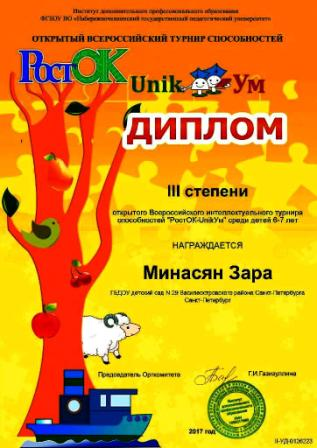 Институт дополнительного профессионального образования
ФГБОУ ВО «Набережночелнинский государственный педагогический университет»
ОТКРЫТЫЙ ВСЕРОССИЙСКИЙ ТУРНИР СПОСОБНОСТЕЙ
РостОК
Unik Ум
ДИПЛОМ
III степени
открытого Всероссийского интеллектуального турнира
способностей "РостОК-UnikУм" среди детей 6-7 лет
НАГРАЖДАЕТСЯ
Минасян Зара
ГБДОУ детский сад N 29 Василеостровского района Санкт-Петербурга
Санкт-Петербург
Председатель Оргкомитета
Г.И.Газизуллина
2017 год
II-УД-0126223